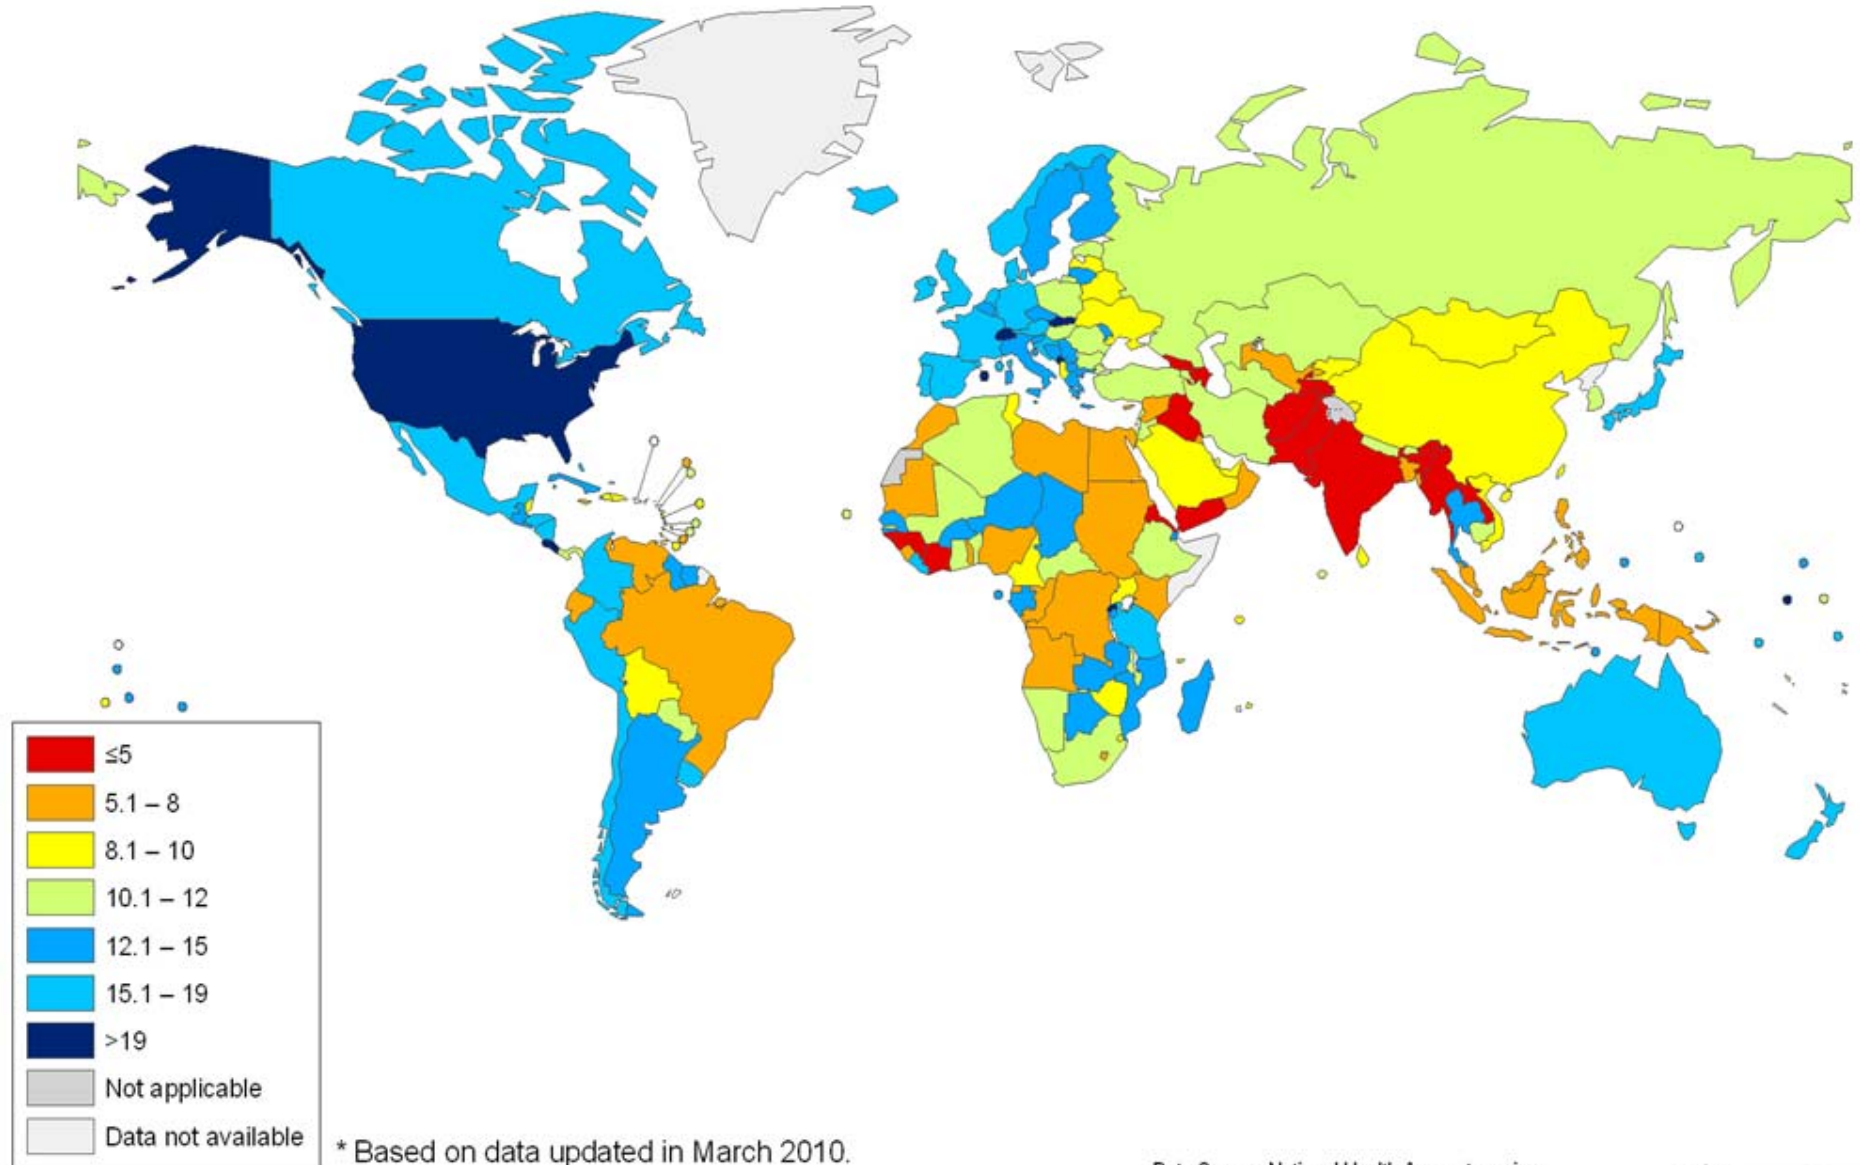 ≤5
5.1 – 8
8.1 – 10
10.1 – 12
12.1 – 15
15.1 – 19
>19
Not applicable
Data not available
* Based on data updated in March 2010.